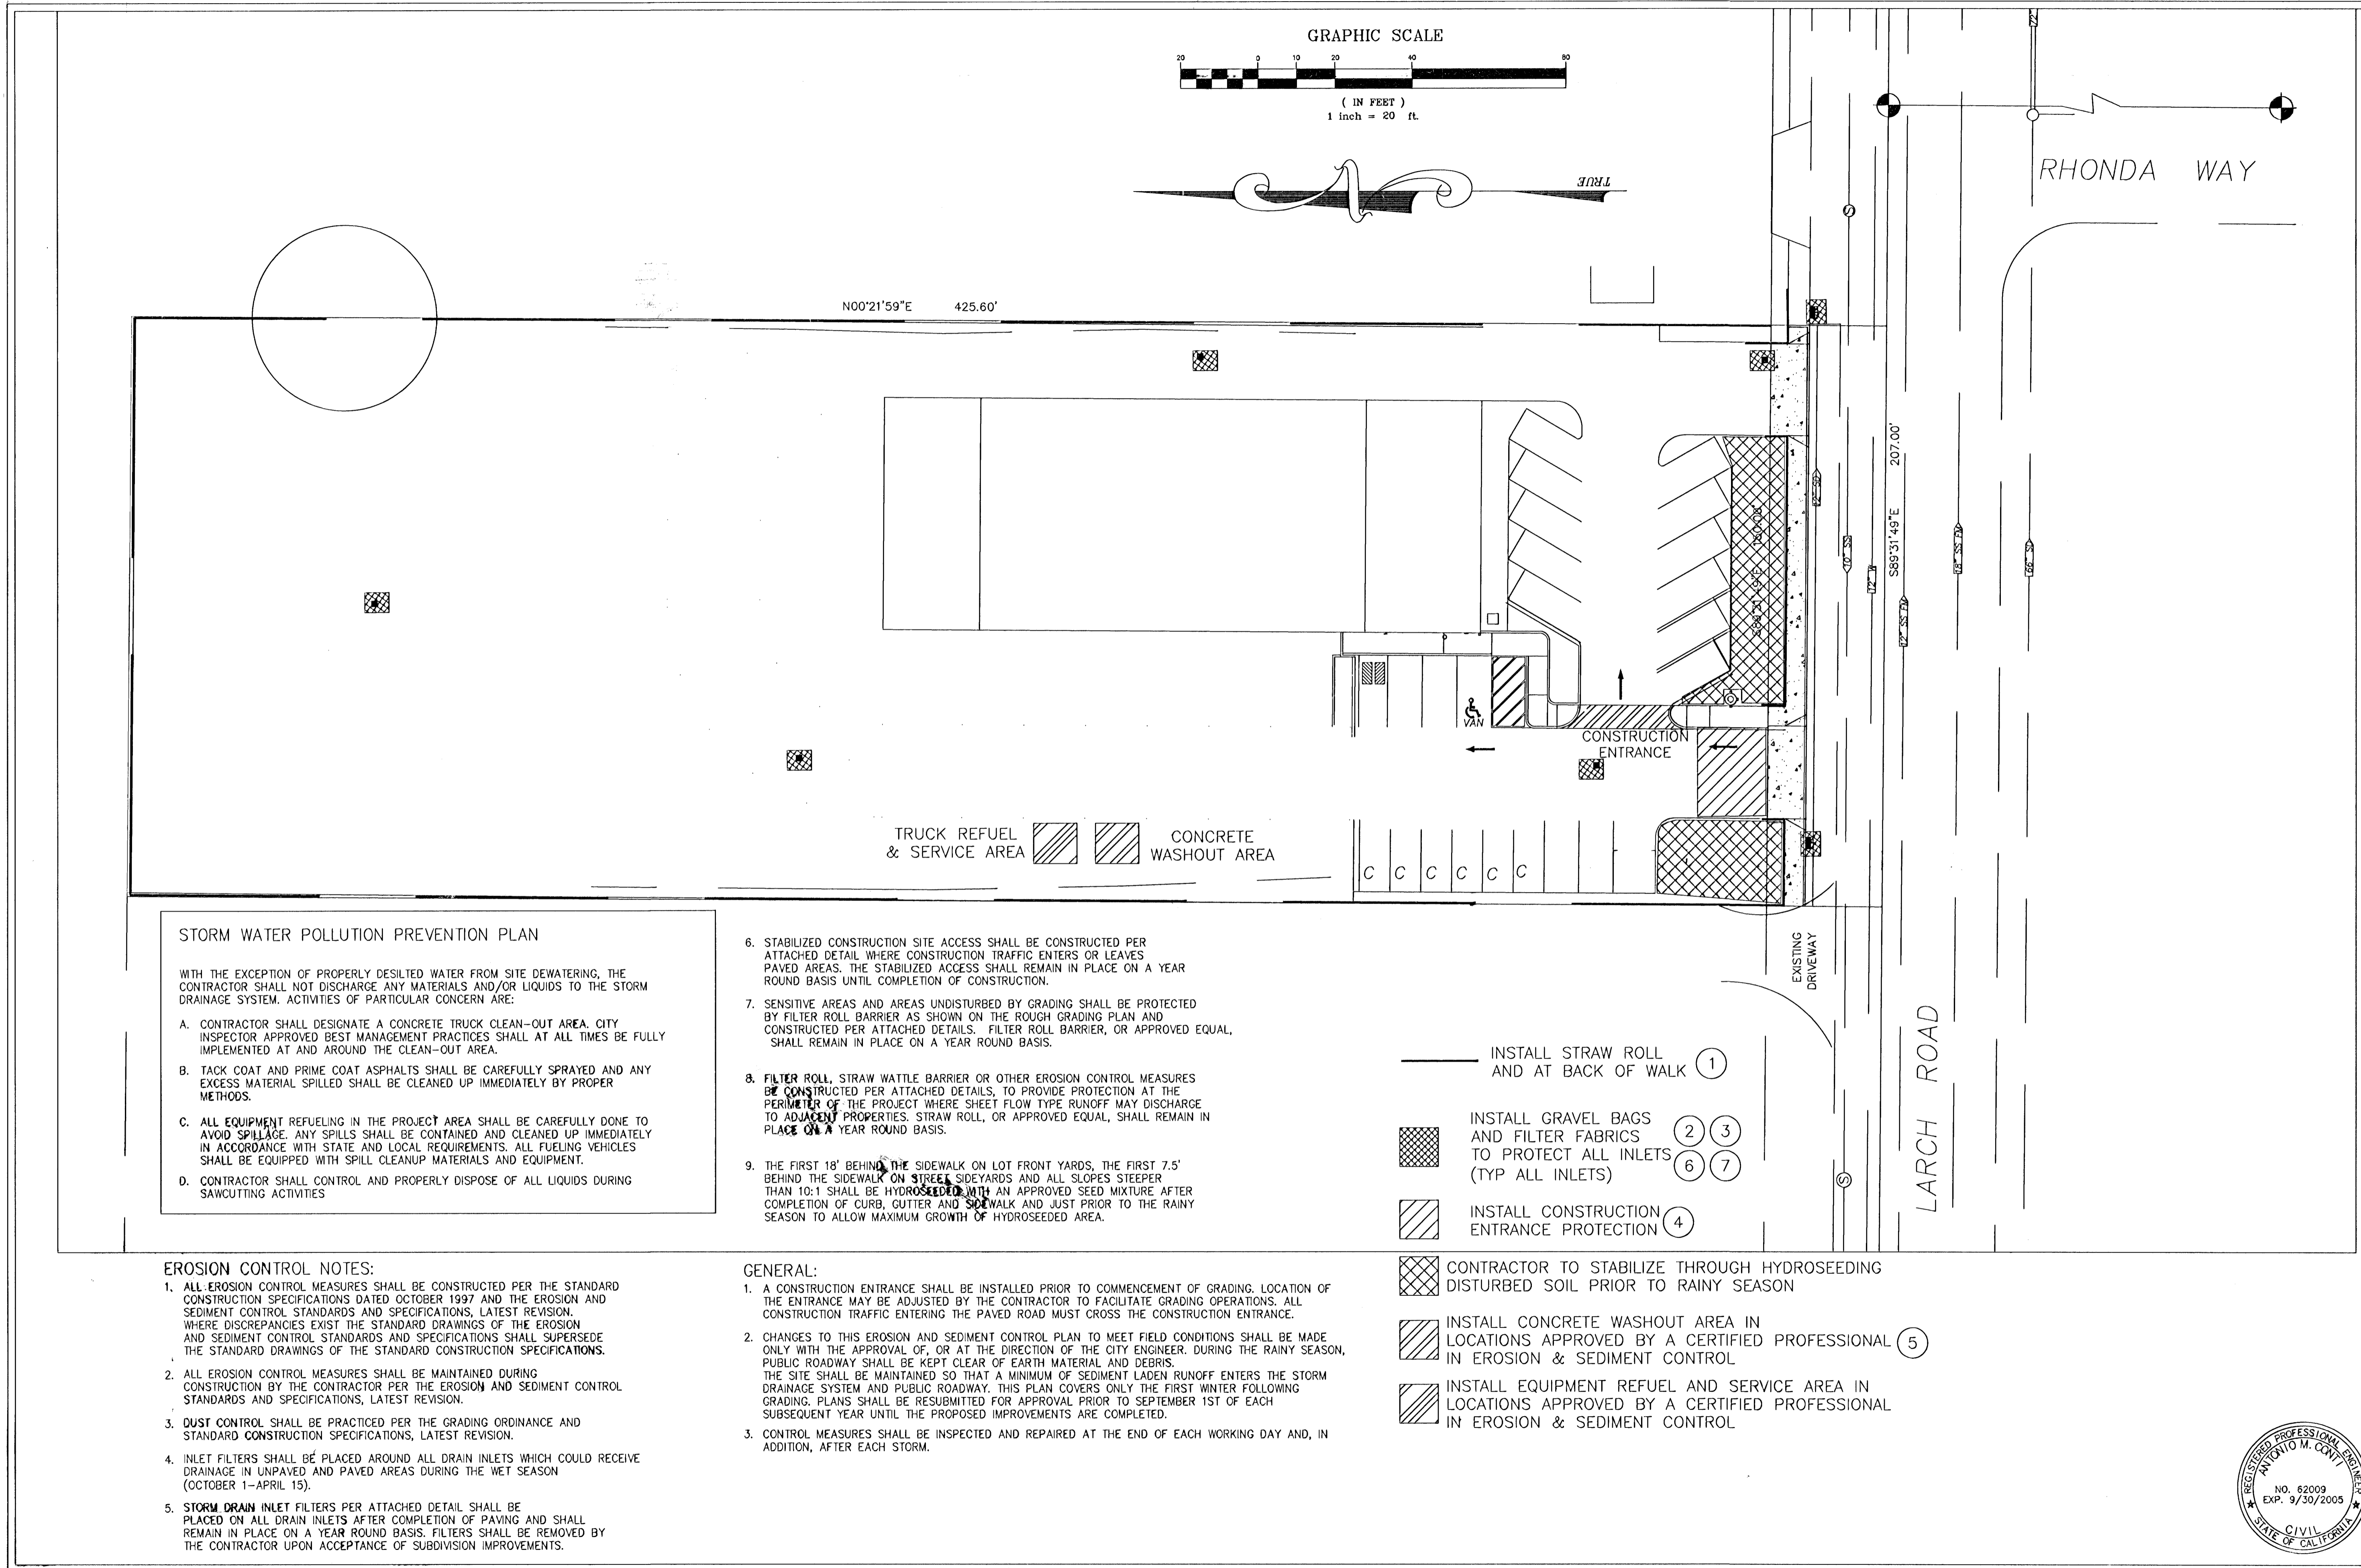 GRAPHIC SCALE
20 0 10 20 40 80
( IN FEET )
1 inch = 20 ft.
N
TRUE
RHONDA WAY
N00°21'59"E 425.60'
S89°31'49"E 207.00'
S89°31'49"E 150.08'
72"
12" SD
10" SS
12" W
12" SS FM
18" SS FM
66" SD
S
VAN
CONSTRUCTION
ENTRANCE
TRUCK REFUEL
& SERVICE AREA
CONCRETE
WASHOUT AREA
C C C C C C
EXISTING
DRIVEWAY
LARCH ROAD
S
STORM WATER POLLUTION PREVENTION PLAN
WITH THE EXCEPTION OF PROPERLY DESILTED WATER FROM SITE DEWATERING, THE
CONTRACTOR SHALL NOT DISCHARGE ANY MATERIALS AND/OR LIQUIDS TO THE STORM
DRAINAGE SYSTEM. ACTIVITIES OF PARTICULAR CONCERN ARE:
A. CONTRACTOR SHALL DESIGNATE A CONCRETE TRUCK CLEAN-OUT AREA. CITY
INSPECTOR APPROVED BEST MANAGEMENT PRACTICES SHALL AT ALL TIMES BE FULLY
IMPLEMENTED AT AND AROUND THE CLEAN-OUT AREA.
B. TACK COAT AND PRIME COAT ASPHALTS SHALL BE CAREFULLY SPRAYED AND ANY
EXCESS MATERIAL SPILLED SHALL BE CLEANED UP IMMEDIATELY BY PROPER
METHODS.
C. ALL EQUIPMENT REFUELING IN THE PROJECT AREA SHALL BE CAREFULLY DONE TO
AVOID SPILLAGE. ANY SPILLS SHALL BE CONTAINED AND CLEANED UP IMMEDIATELY
IN ACCORDANCE WITH STATE AND LOCAL REQUIREMENTS. ALL FUELING VEHICLES
SHALL BE EQUIPPED WITH SPILL CLEANUP MATERIALS AND EQUIPMENT.
D. CONTRACTOR SHALL CONTROL AND PROPERLY DISPOSE OF ALL LIQUIDS DURING
SAWCUTTING ACTIVITIES
EROSION CONTROL NOTES:
1. ALL EROSION CONTROL MEASURES SHALL BE CONSTRUCTED PER THE STANDARD
CONSTRUCTION SPECIFICATIONS DATED OCTOBER 1997 AND THE EROSION AND
SEDIMENT CONTROL STANDARDS AND SPECIFICATIONS, LATEST REVISION.
WHERE DISCREPANCIES EXIST THE STANDARD DRAWINGS OF THE EROSION
AND SEDIMENT CONTROL STANDARDS AND SPECIFICATIONS SHALL SUPERSEDE
THE STANDARD DRAWINGS OF THE STANDARD CONSTRUCTION SPECIFICATIONS.
2. ALL EROSION CONTROL MEASURES SHALL BE MAINTAINED DURING
CONSTRUCTION BY THE CONTRACTOR PER THE EROSION AND SEDIMENT CONTROL
STANDARDS AND SPECIFICATIONS, LATEST REVISION.
3. DUST CONTROL SHALL BE PRACTICED PER THE GRADING ORDINANCE AND
STANDARD CONSTRUCTION SPECIFICATIONS, LATEST REVISION.
4. INLET FILTERS SHALL BE PLACED AROUND ALL DRAIN INLETS WHICH COULD RECEIVE
DRAINAGE IN UNPAVED AND PAVED AREAS DURING THE WET SEASON
(OCTOBER 1-APRIL 15).
5. STORM DRAIN INLET FILTERS PER ATTACHED DETAIL SHALL BE
PLACED ON ALL DRAIN INLETS AFTER COMPLETION OF PAVING AND SHALL
REMAIN IN PLACE ON A YEAR ROUND BASIS. FILTERS SHALL BE REMOVED BY
THE CONTRACTOR UPON ACCEPTANCE OF SUBDIVISION IMPROVEMENTS.
6. STABILIZED CONSTRUCTION SITE ACCESS SHALL BE CONSTRUCTED PER
ATTACHED DETAIL WHERE CONSTRUCTION TRAFFIC ENTERS OR LEAVES
PAVED AREAS. THE STABILIZED ACCESS SHALL REMAIN IN PLACE ON A YEAR
ROUND BASIS UNTIL COMPLETION OF CONSTRUCTION.
7. SENSITIVE AREAS AND AREAS UNDISTURBED BY GRADING SHALL BE PROTECTED
BY FILTER ROLL BARRIER AS SHOWN ON THE ROUGH GRADING PLAN AND
CONSTRUCTED PER ATTACHED DETAILS. FILTER ROLL BARRIER, OR APPROVED EQUAL,
SHALL REMAIN IN PLACE ON A YEAR ROUND BASIS.
8. FILTER ROLL, STRAW WATTLE BARRIER OR OTHER EROSION CONTROL MEASURES
BE CONSTRUCTED PER ATTACHED DETAILS, TO PROVIDE PROTECTION AT THE
PERIMETER OF THE PROJECT WHERE SHEET FLOW TYPE RUNOFF MAY DISCHARGE
TO ADJACENT PROPERTIES. STRAW ROLL, OR APPROVED EQUAL, SHALL REMAIN IN
PLACE ON A YEAR ROUND BASIS.
9. THE FIRST 18' BEHIND THE SIDEWALK ON LOT FRONT YARDS, THE FIRST 7.5'
BEHIND THE SIDEWALK ON STREET SIDEYARDS AND ALL SLOPES STEEPER
THAN 10:1 SHALL BE HYDROSEEDED WITH AN APPROVED SEED MIXTURE AFTER
COMPLETION OF CURB, GUTTER AND SIDEWALK AND JUST PRIOR TO THE RAINY
SEASON TO ALLOW MAXIMUM GROWTH OF HYDROSEEDED AREA.
GENERAL:
1. A CONSTRUCTION ENTRANCE SHALL BE INSTALLED PRIOR TO COMMENCEMENT OF GRADING. LOCATION OF
THE ENTRANCE MAY BE ADJUSTED BY THE CONTRACTOR TO FACILITATE GRADING OPERATIONS. ALL
CONSTRUCTION TRAFFIC ENTERING THE PAVED ROAD MUST CROSS THE CONSTRUCTION ENTRANCE.
2. CHANGES TO THIS EROSION AND SEDIMENT CONTROL PLAN TO MEET FIELD CONDITIONS SHALL BE MADE
ONLY WITH THE APPROVAL OF, OR AT THE DIRECTION OF THE CITY ENGINEER. DURING THE RAINY SEASON,
PUBLIC ROADWAY SHALL BE KEPT CLEAR OF EARTH MATERIAL AND DEBRIS.
THE SITE SHALL BE MAINTAINED SO THAT A MINIMUM OF SEDIMENT LADEN RUNOFF ENTERS THE STORM
DRAINAGE SYSTEM AND PUBLIC ROADWAY. THIS PLAN COVERS ONLY THE FIRST WINTER FOLLOWING
GRADING. PLANS SHALL BE RESUBMITTED FOR APPROVAL PRIOR TO SEPTEMBER 1ST OF EACH
SUBSEQUENT YEAR UNTIL THE PROPOSED IMPROVEMENTS ARE COMPLETED.
3. CONTROL MEASURES SHALL BE INSPECTED AND REPAIRED AT THE END OF EACH WORKING DAY AND, IN
ADDITION, AFTER EACH STORM.
INSTALL STRAW ROLL
AND AT BACK OF WALK 1
INSTALL GRAVEL BAGS
AND FILTER FABRICS 2 3
TO PROTECT ALL INLETS
(TYP ALL INLETS) 6 7
INSTALL CONSTRUCTION
ENTRANCE PROTECTION 4
CONTRACTOR TO STABILIZE THROUGH HYDROSEEDING
DISTURBED SOIL PRIOR TO RAINY SEASON
INSTALL CONCRETE WASHOUT AREA IN
LOCATIONS APPROVED BY A CERTIFIED PROFESSIONAL 5
IN EROSION & SEDIMENT CONTROL
INSTALL EQUIPMENT REFUEL AND SERVICE AREA IN
LOCATIONS APPROVED BY A CERTIFIED PROFESSIONAL
IN EROSION & SEDIMENT CONTROL
REGISTERED PROFESSIONAL ENGINEER
ANTONIO M. CONTI
NO. 62009
EXP. 9/30/2005
CIVIL
STATE OF CALIFORNIA